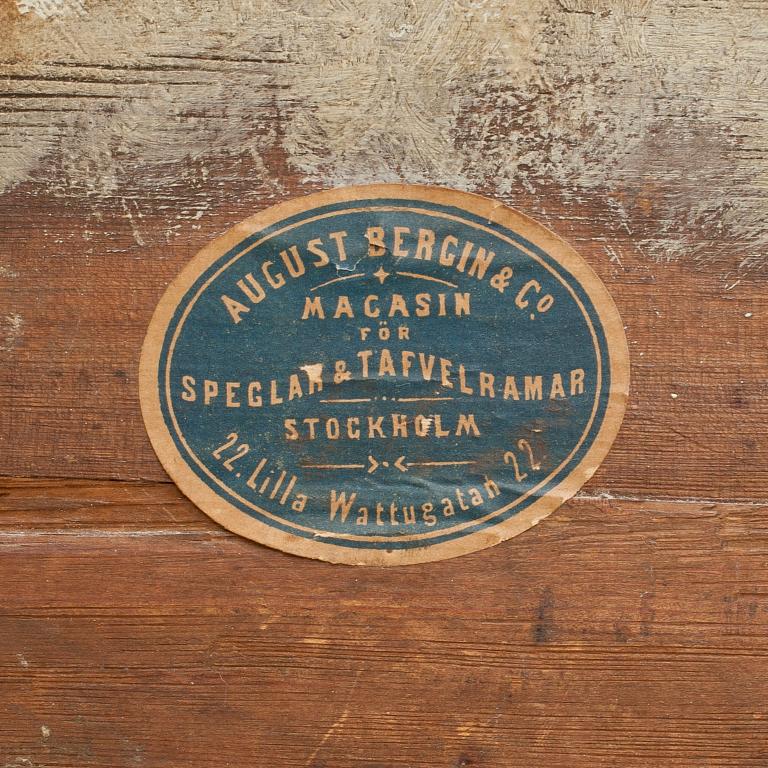 AUGUST BERGIN & Co.
MAGASIN
FÖR
SPEGLAR & TAFVELRAMAR
STOCKHOLM
22. Lilla Wattugatan 22